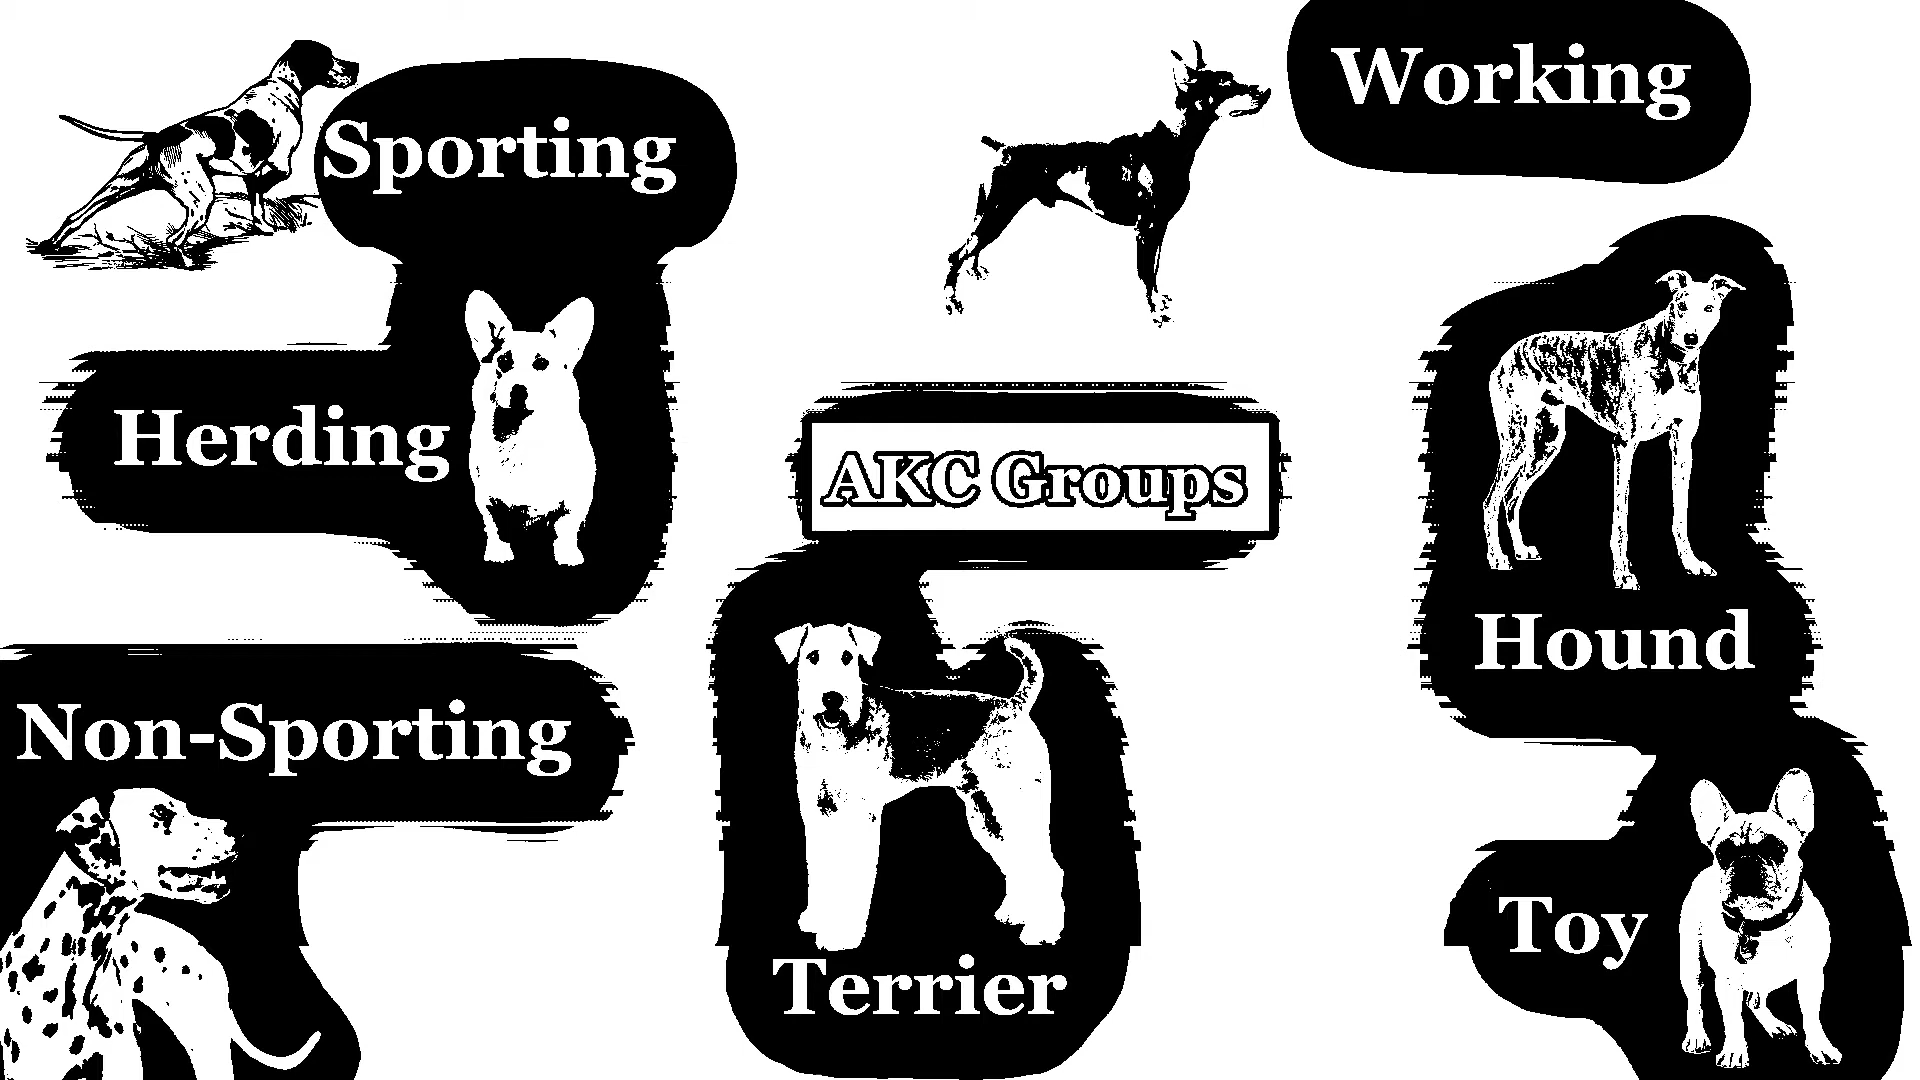 Working
Sporting
Herding
AKC Groups
Hound
Non-Sporting
Toy
Terrier